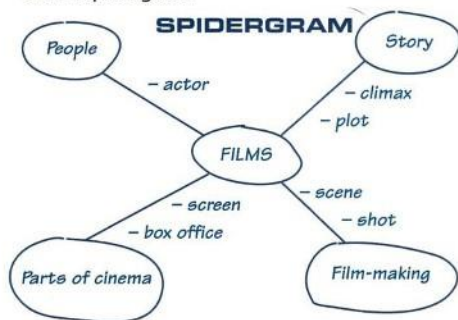 SPIDERGRAM
People
Story
– actor
– climax
– plot
FILMS
– scene
– screen
– shot
– box office
Parts of cinema
Film-making